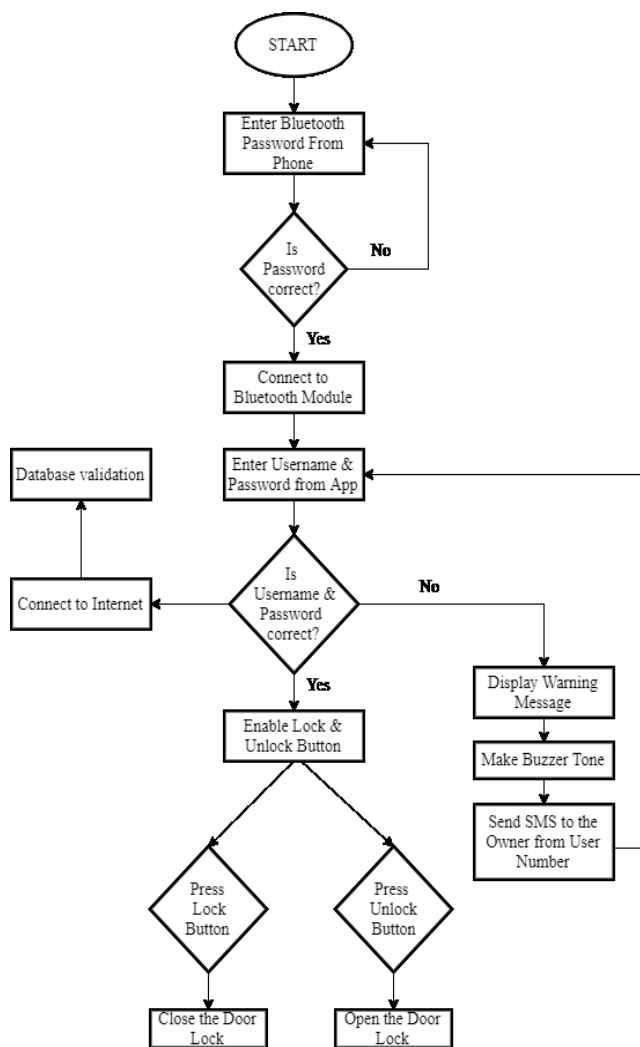 START
Enter Bluetooth
Password From
Phone
Is
Password
correct?
No
Yes
Connect to
Bluetooth Module
Enter Username &
Password from App
Database validation
Connect to Internet
Is
Username &
Password
correct?
No
Yes
Display Warning
Message
Make Buzzer Tone
Send SMS to the
Owner from User
Number
Enable Lock &
Unlock Button
Press
Lock
Button
Press
Unlock
Button
Close the Door
Lock
Open the Door
Lock